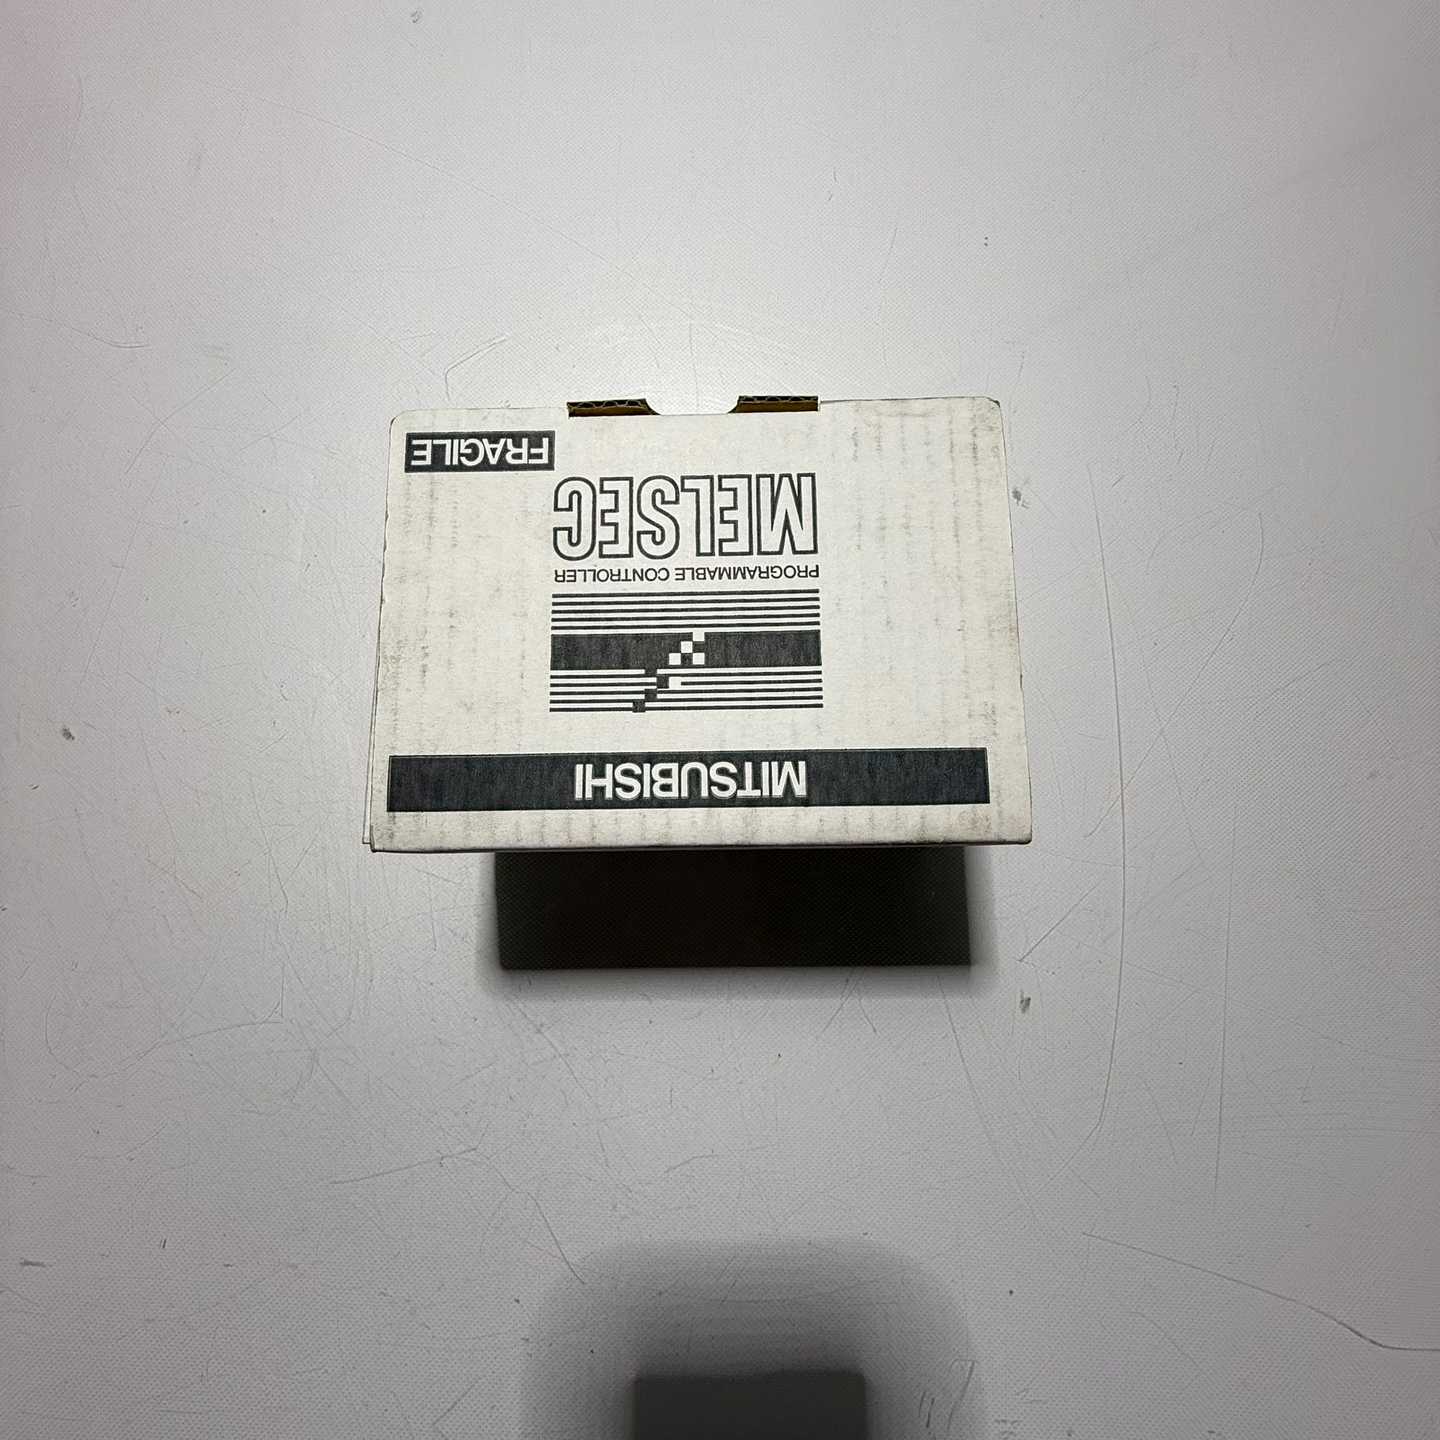 MITSUBISHI
PROGRAMMABLE CONTROLLER
MELSEC
FRAGILE